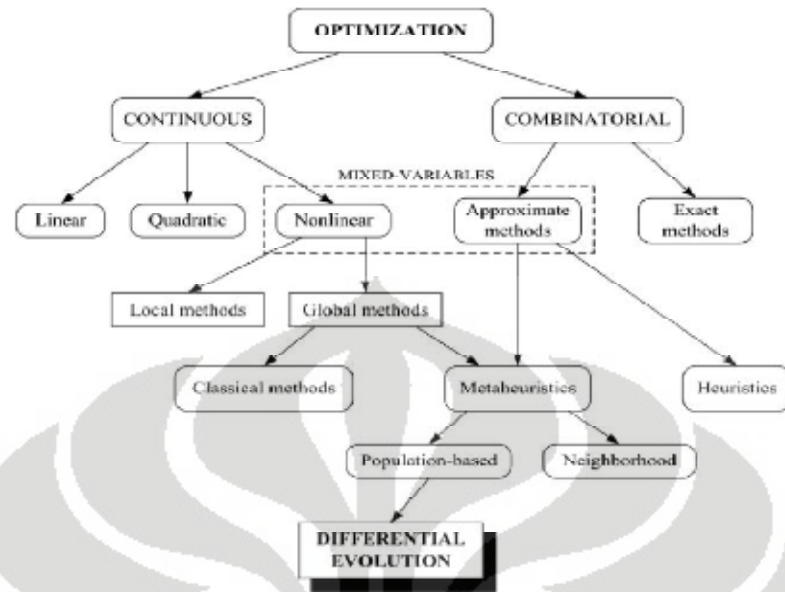 OPTIMIZATION
CONTINUOUS
COMBINATORIAL
MIXED-VARIABLES
Linear
Quadratic
Nonlinear
Approximate
methods
Exact
methods
Local methods
Global methods
Classical methods
Metaheuristics
Heuristics
Population-based
Neighborhood
DIFFERENTIAL
EVOLUTION